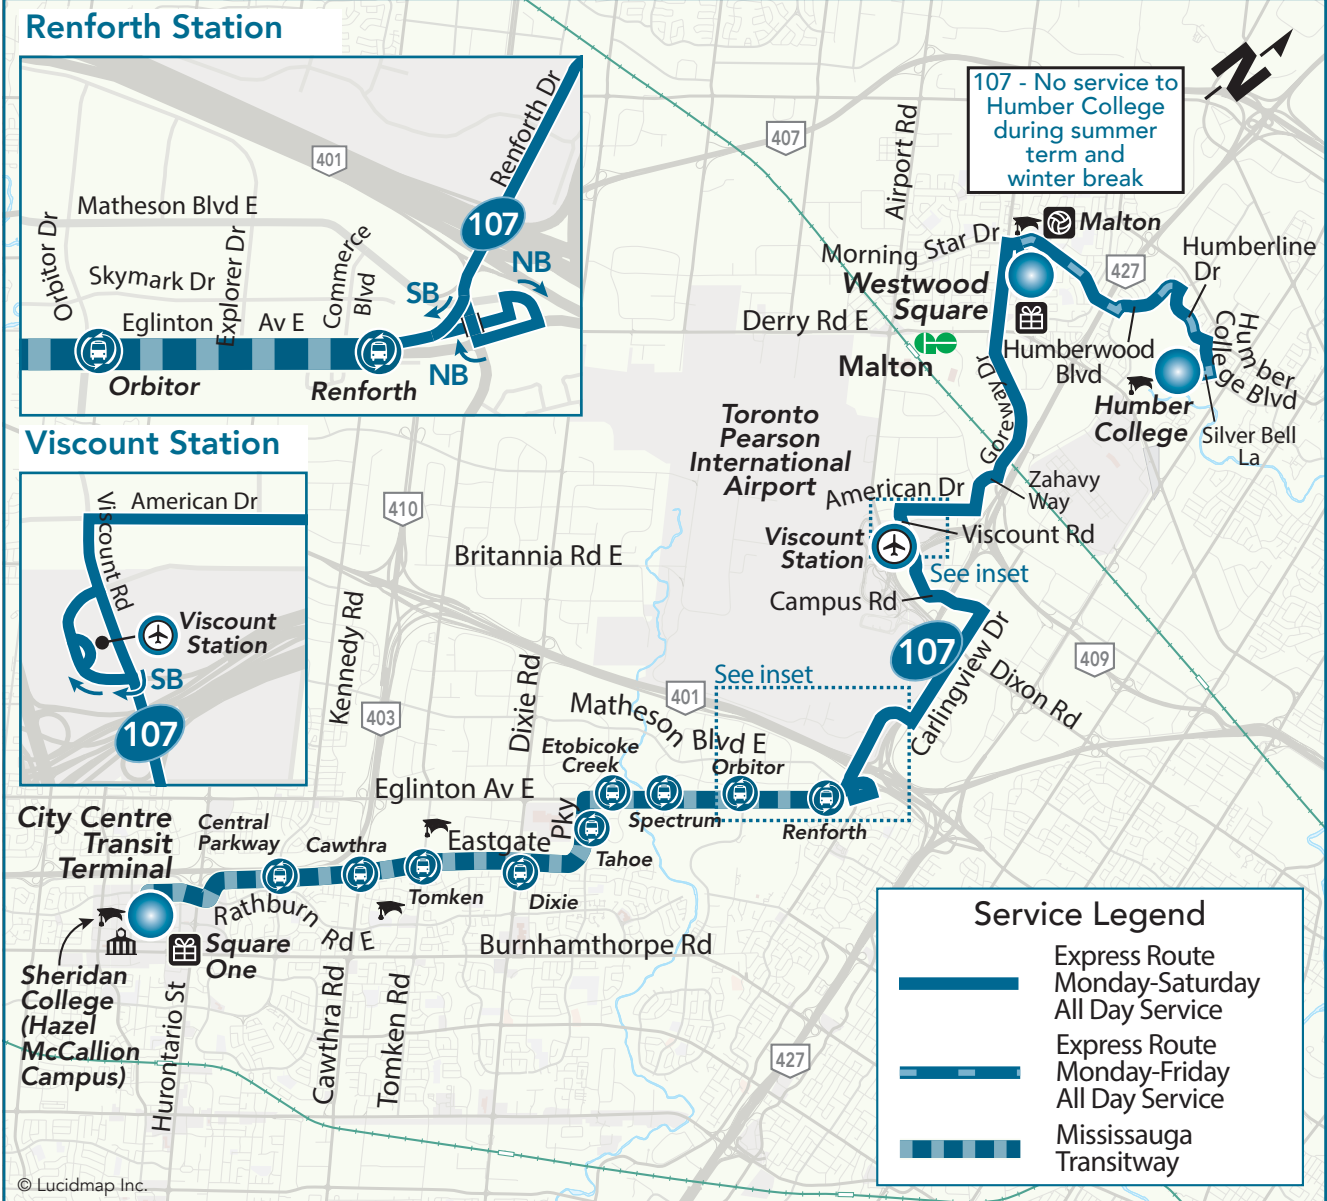 Renforth Station
401
Renforth Dr
Matheson Blvd E
Orbitor Dr
Skymark Dr
Explorer Dr
Commerce
Blvd
107
NB
SB
Eglinton
Av E
NB
Orbitor
Renforth
Viscount Station
American Dr
Viscount Rd
Viscount
Station
SB
107
107 - No service to
Humber College
during summer
term and
winter break
N
407
Airport Rd
Malton
Morning Star Dr
Humberline
Dr
427
Westwood
Square
Derry Rd E
Malton
Goreway Dr
Humberwood
Blvd
Humber
College Blvd
Humber
College
Silver Bell
La
Toronto
Pearson
International
Airport
American Dr
Zahavy
Way
Viscount Rd
Viscount
Station
See inset
Campus Rd
107
Carlingview Dr
Dixon Rd
409
410
Britannia Rd E
Kennedy Rd
403
Dixie Rd
See inset
401
Matheson Blvd E
Etobicoke
Creek
Orbitor
Eglinton Av E
Spectrum
Renforth
Pky
Eastgate
Tahoe
City Centre
Transit
Terminal
Central
Parkway
Cawthra
Tomken
Dixie
Rathburn Rd E
Burnhamthorpe Rd
Square
One
Sheridan
College
(Hazel
McCallion
Campus)
Hurontario St
Cawthra Rd
Tomken Rd
427
Service Legend
Express Route
Monday-Saturday
All Day Service
Express Route
Monday-Friday
All Day Service
Mississauga
Transitway
© Lucidmap Inc.